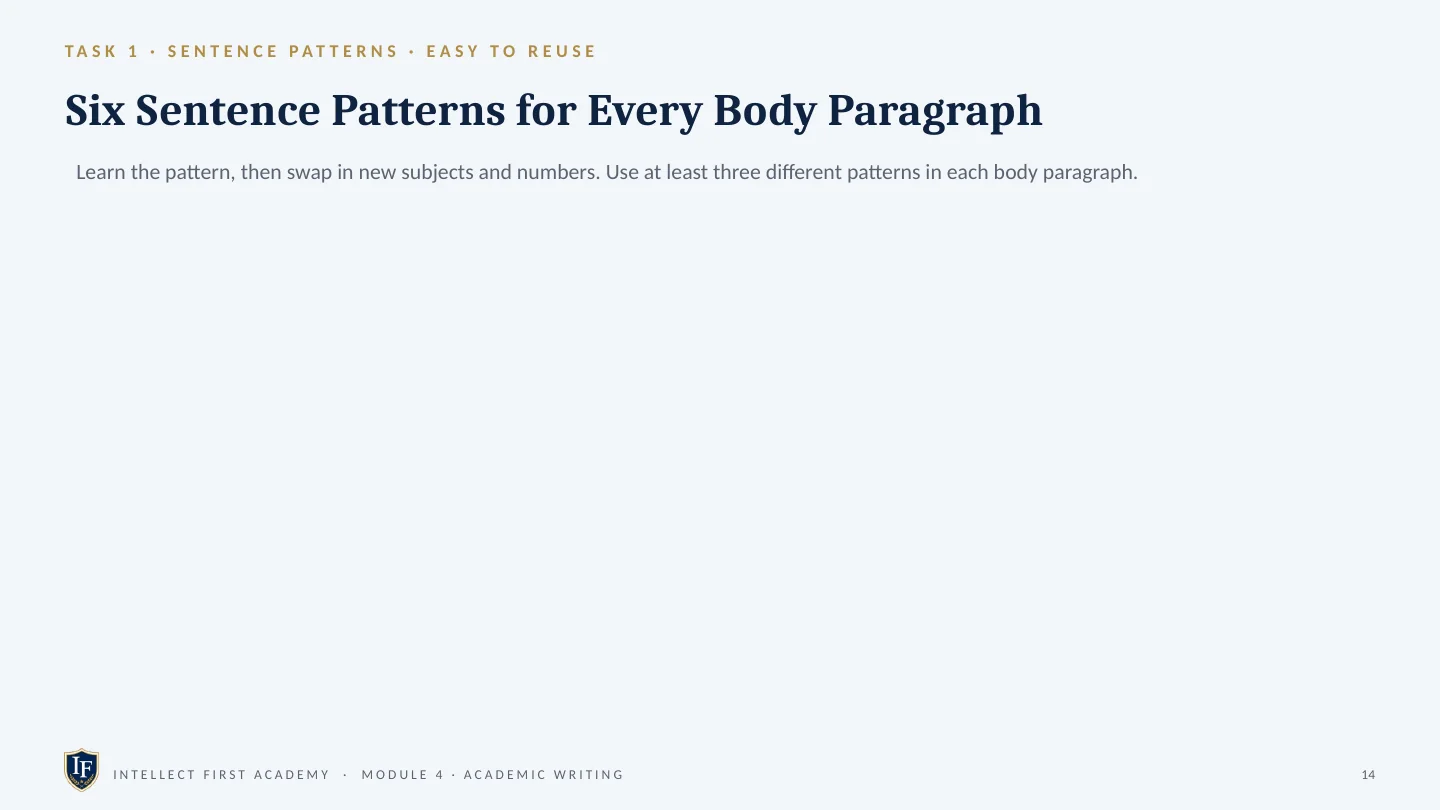 TASK 1 · SENTENCE PATTERNS · EASY TO REUSE
Six Sentence Patterns for Every Body Paragraph
Learn the pattern, then swap in new subjects and numbers. Use at least three different patterns in each body paragraph.
IF
INTELLECT FIRST ACADEMY · MODULE 4 · ACADEMIC WRITING
14